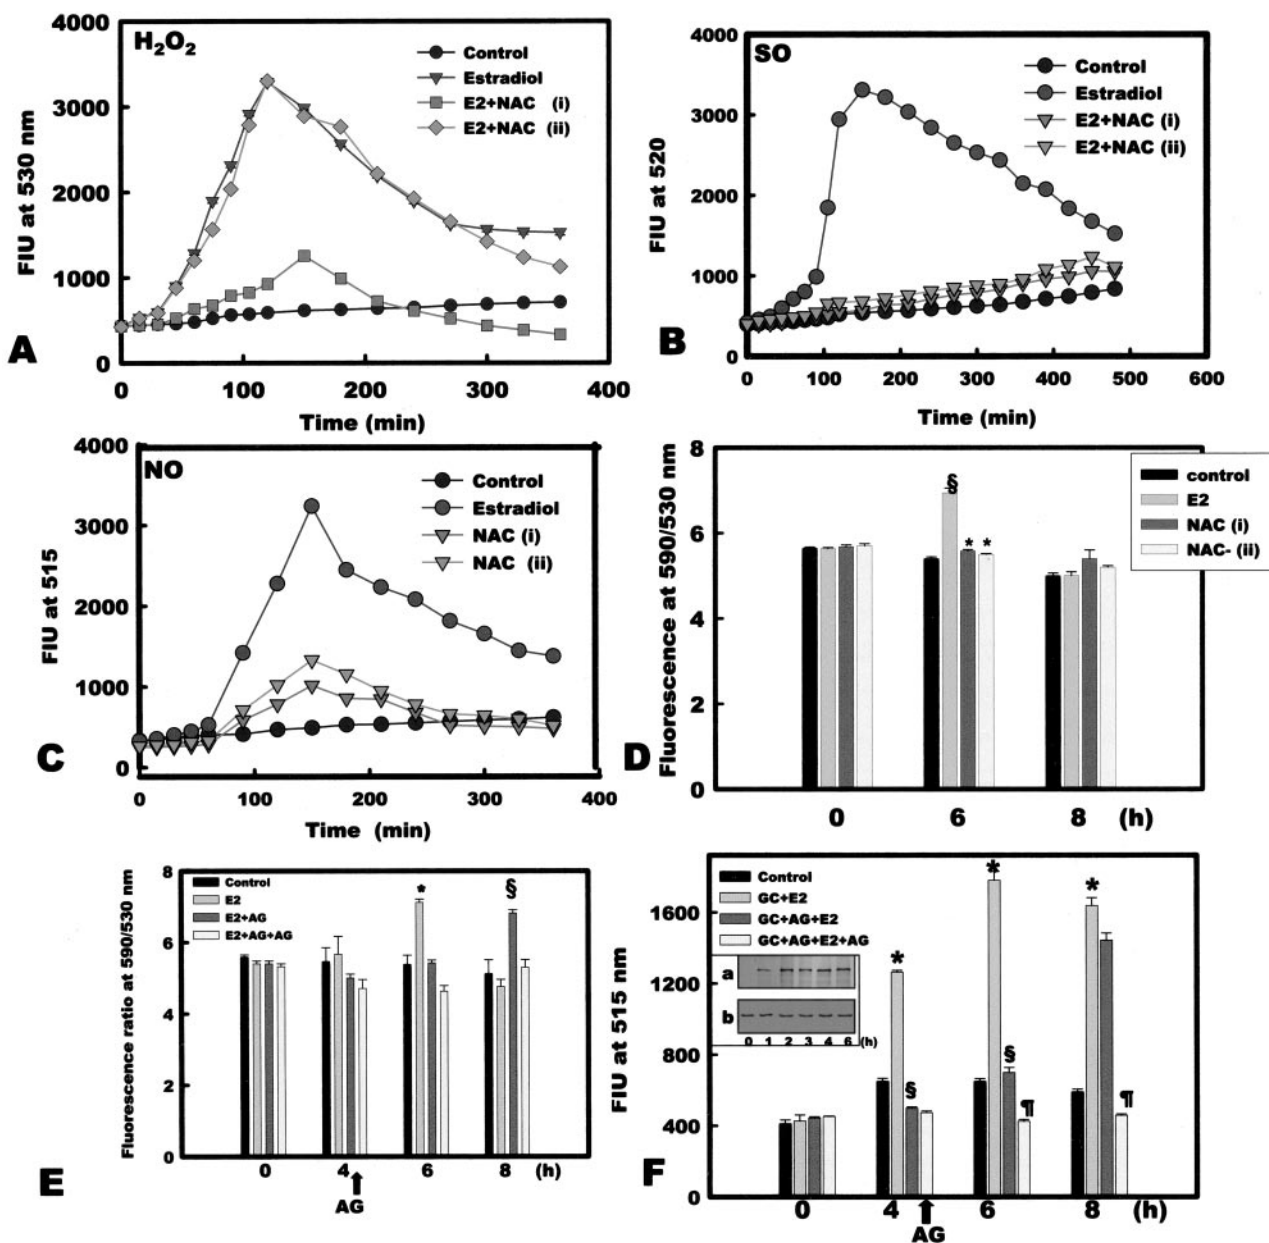 H2O2
4000
3000
2000
1000
0
FIU at 530 nm
Control
Estradiol
E2+NAC (i)
E2+NAC (ii)
A
0 100 200 300 400
Time (min)
SO
4000
3000
2000
1000
0
FIU at 520
Control
Estradiol
E2+NAC (i)
E2+NAC (ii)
B
0 100 200 300 400 500 600
Time (min)
NO
4000
3000
2000
1000
0
FIU at 515
Control
Estradiol
NAC (i)
NAC (ii)
C
0 100 200 300 400
Time (min)
8
6
4
2
0
Fluorescence at 590/530 nm
control
E2
NAC (i)
NAC- (ii)
§
* *
D
0 6 8 (h)
8
6
4
2
0
Fluorescence ratio at 590/530 nm
Control
E2
E2+AG
E2+AG+AG
* §
E
0 4 6 8 (h)
AG
1600
1200
800
400
0
FIU at 515 nm
Control
GC+E2
GC+AG+E2
GC+AG+E2+AG
a
b
0 1 2 3 4 6 (h)
* * *
§ §
¶ ¶
F
0 4 6 8 (h)
AG